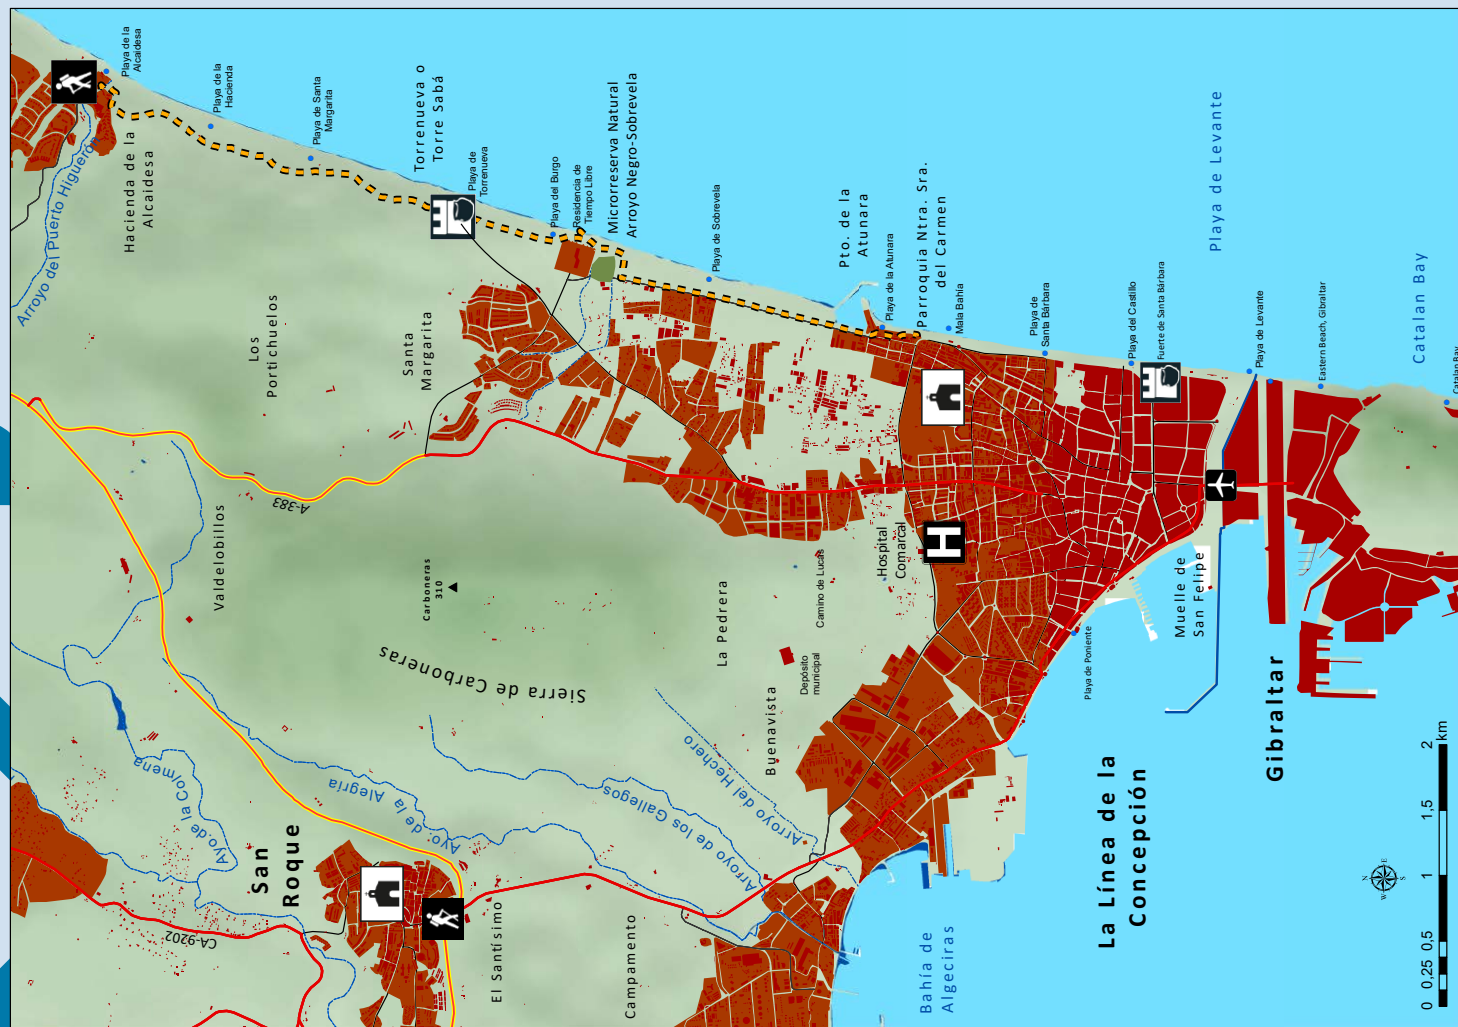 Playa de la
Alcaidesa
Playa de la
Hacienda
Playa de Santa
Margarita
Torrenueva o
Torre Sabá
Playa de
Torrenueva
Playa del Burgo
Residencia de
Tiempo Libre
Microrreserva Natural
Arroyo Negro-Sobrevela
Playa de Sobrevela
Pto. de la
Atunara
Playa de la Atunara
Parroquia Ntra. Sra.
del Carmen
Mala Bahía
Playa de
Santa Bárbara
Playa del Castillo
Fuerte de Santa Bárbara
Playa de Levante
Playa de Levante
Eastern Beach, Gibraltar
Catalan Bay
Catalan Bay
Arroyo del Puerto Higuerón
Hacienda de la
Alcaidesa
Los
Portichuelos
Santa
Margarita
A-383
Valdelobillos
Carboneras
310
Sierra de Carboneras
La Pedrera
Camino de Lucas
Hospital
Comarcal
H
Depósito
municipal
Buenavista
Playa de Poniente
Muelle de
San Felipe
Gibraltar
La Línea de la
Concepción
Ayo. de la Colmena
Ayo. de la Alegría
Arroyo de los Gallegos
Arroyo del Hechero
San
Roque
CA-9202
El Santísimo
Campamento
Bahía de
Algeciras
N
E
S
W
0 0,25 0,5 1 1,5 2
km